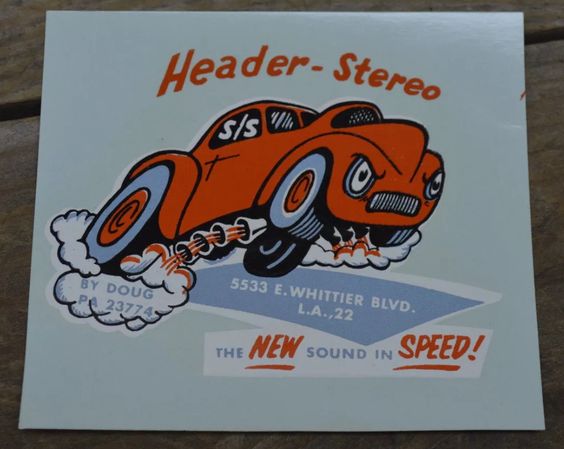 Header-Stereo
S/S
BY DOUG
PA 23774
5533 E. WHITTIER BLVD.
L.A.,22
THE NEW SOUND IN SPEED!